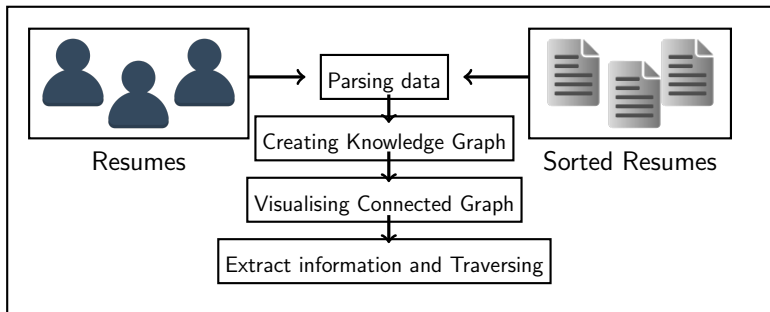 Parsing data
Creating Knowledge Graph
Resumes
Sorted Resumes
Visualising Connected Graph
Extract information and Traversing